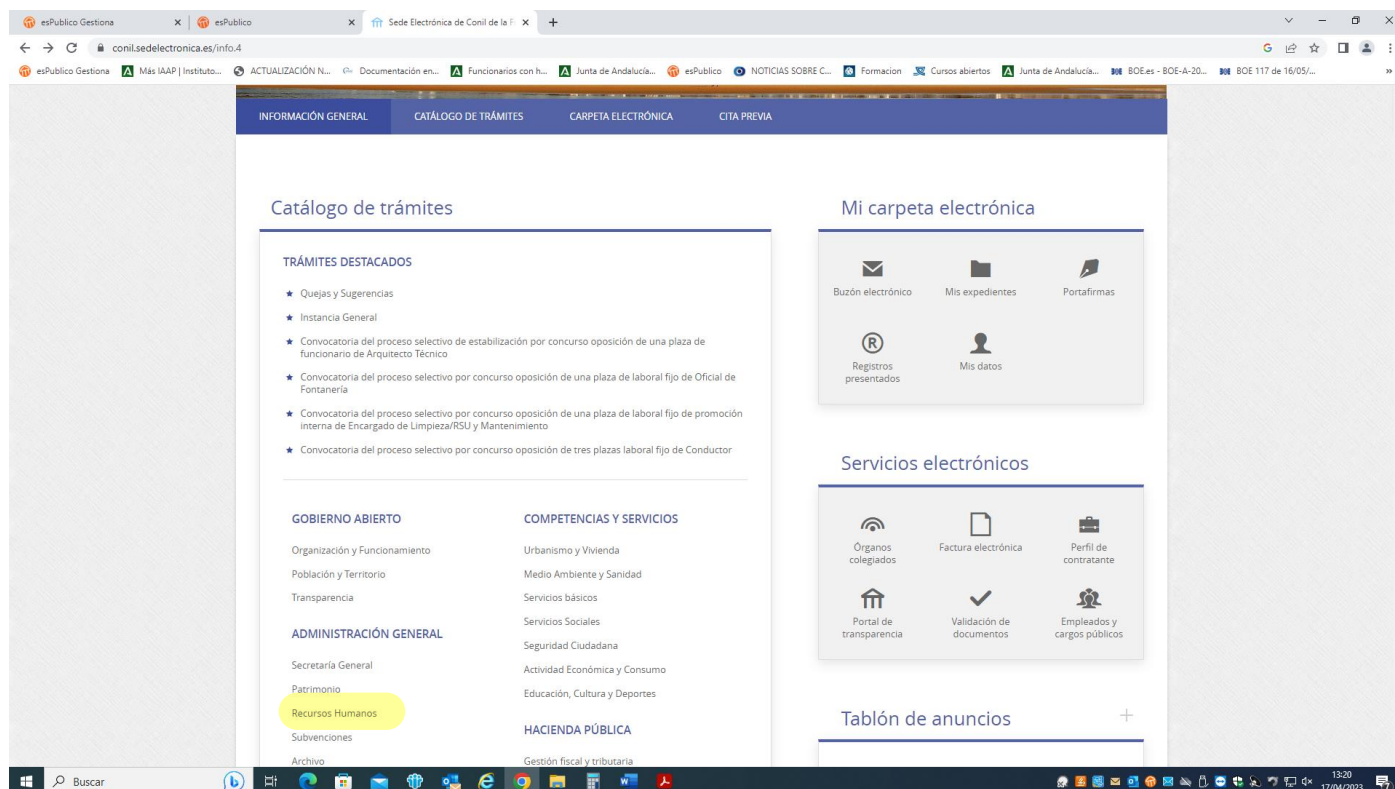 esPublico Gestiona
esPublico
Sede Electrónica de Conil de la F
conil.sedelectronica.es/info.4
esPublico Gestiona
Más IAAP | Instituto...
ACTUALIZACIÓN N...
Documentación en...
Funcionarios con h...
Junta de Andalucía...
esPublico
NOTICIAS SOBRE C...
Formacion
Cursos abiertos
Junta de Andalucía...
BOE.es - BOE-A-20...
BOE 117 de 16/05/...
INFORMACIÓN GENERAL
CATÁLOGO DE TRÁMITES
CARPETA ELECTRÓNICA
CITA PREVIA
Catálogo de trámites
TRÁMITES DESTACADOS
Quejas y Sugerencias
Instancia General
Convocatoria del proceso selectivo de estabilización por concurso oposición de una plaza de
funcionario de Arquitecto Técnico
Convocatoria del proceso selectivo por concurso oposición de una plaza de laboral fijo de Oficial de
Fontanería
Convocatoria del proceso selectivo por concurso oposición de una plaza de laboral fijo de promoción
interna de Encargado de Limpieza/RSU y Mantenimiento
Convocatoria del proceso selectivo por concurso oposición de tres plazas laboral fijo de Conductor
GOBIERNO ABIERTO
Organización y Funcionamiento
Población y Territorio
Transparencia
ADMINISTRACIÓN GENERAL
Secretaría General
Patrimonio
Recursos Humanos
Subvenciones
Archivo
COMPETENCIAS Y SERVICIOS
Urbanismo y Vivienda
Medio Ambiente y Sanidad
Servicios básicos
Servicios Sociales
Seguridad Ciudadana
Actividad Económica y Consumo
Educación, Cultura y Deportes
HACIENDA PÚBLICA
Gestión fiscal y tributaria
Mi carpeta electrónica
Buzón electrónico
Mis expedientes
Portafirmas
Registros
presentados
Mis datos
Servicios electrónicos
Órganos
colegiados
Factura electrónica
Perfil de
contratante
Portal de
transparencia
Validación de
documentos
Empleados y
cargos públicos
Tablón de anuncios
Buscar
13:20
17/04/2023